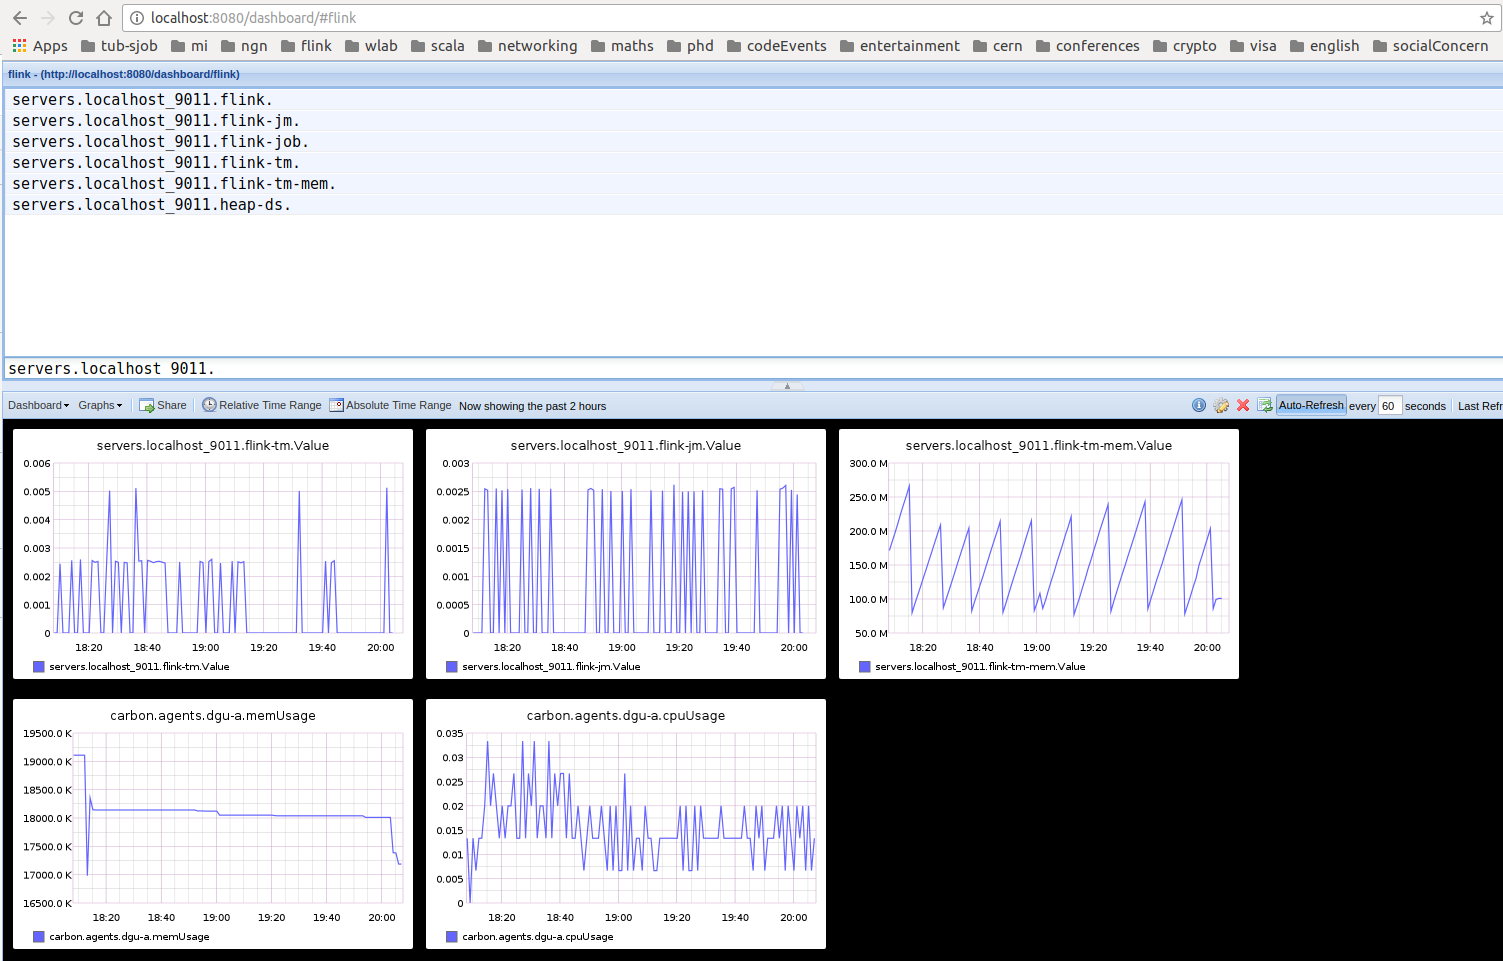 localhost:8080/dashboard/#flink
Apps tub-sjob mi ngn flink wlab scala networking maths phd codeEvents entertainment cern conferences crypto visa english socialConcern
flink - (http://localhost:8080/dashboard/flink)
servers.localhost_9011.flink.
servers.localhost_9011.flink-jm.
servers.localhost_9011.flink-job.
servers.localhost_9011.flink-tm.
servers.localhost_9011.flink-tm-mem.
servers.localhost_9011.heap-ds.
servers.localhost 9011.
Dashboard Graphs Share Relative Time Range Absolute Time Range Now showing the past 2 hours Auto-Refresh every 60 seconds Last Refr
servers.localhost_9011.flink-tm.Value
0.006
0.005
0.004
0.003
0.002
0.001
0
18:20 18:40 19:00 19:20 19:40 20:00
servers.localhost_9011.flink-tm.Value
servers.localhost_9011.flink-jm.Value
0.003
0.0025
0.002
0.0015
0.001
0.0005
0
18:20 18:40 19:00 19:20 19:40 20:00
servers.localhost_9011.flink-jm.Value
servers.localhost_9011.flink-tm-mem.Value
300.0 M
250.0 M
200.0 M
150.0 M
100.0 M
50.0 M
18:20 18:40 19:00 19:20 19:40 20:00
servers.localhost_9011.flink-tm-mem.Value
carbon.agents.dgu-a.memUsage
19500.0 K
19000.0 K
18500.0 K
18000.0 K
17500.0 K
17000.0 K
16500.0 K
18:20 18:40 19:00 19:20 19:40 20:00
carbon.agents.dgu-a.memUsage
carbon.agents.dgu-a.cpuUsage
0.035
0.03
0.025
0.02
0.015
0.01
0.005
0
18:20 18:40 19:00 19:20 19:40 20:00
carbon.agents.dgu-a.cpuUsage